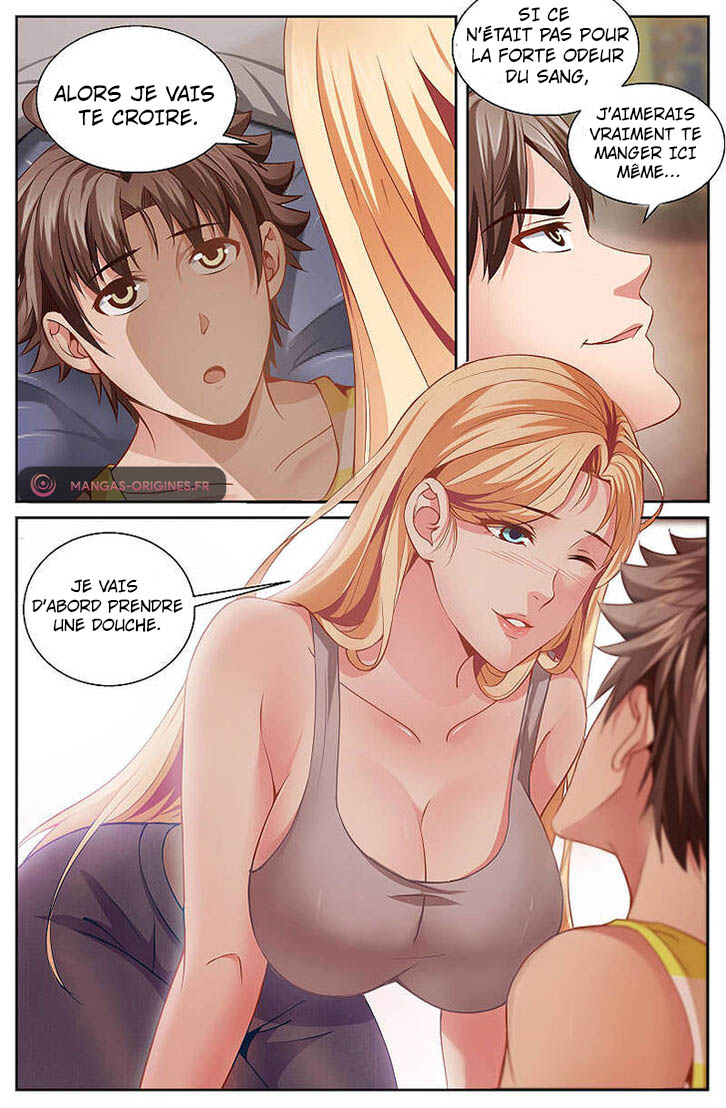 ALORS JE VAIS
TE CROIRE.
SI CE
N'ÉTAIT PAS POUR
LA FORTE ODEUR
DU SANG,
J'AIMERAIS
VRAIMENT TE
MANGER ICI
MÊME...
MANGAS-ORIGINES.FR
JE VAIS
D'ABORD PRENDRE
UNE DOUCHE.